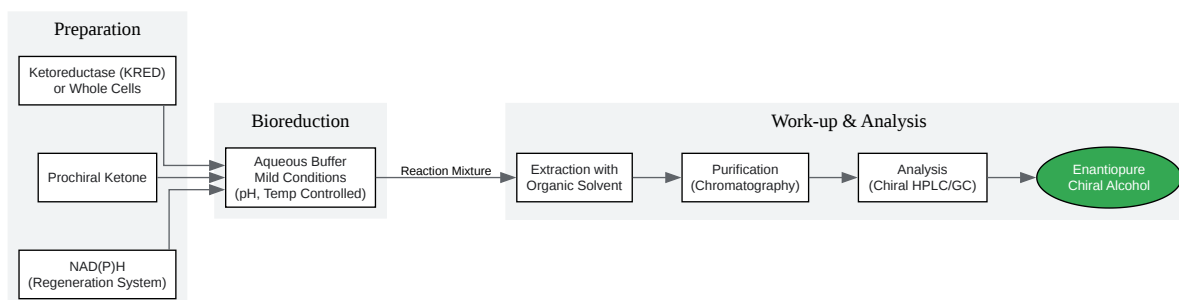 Preparation
Ketoreductase (KRED)
or Whole Cells
Prochiral Ketone
NAD(P)H
(Regeneration System)
Bioreduction
Aqueous Buffer
Mild Conditions
(pH, Temp Controlled)
Reaction Mixture
Work-up & Analysis
Extraction with
Organic Solvent
Purification
(Chromatography)
Analysis
(Chiral HPLC/GC)
Enantiopure
Chiral Alcohol